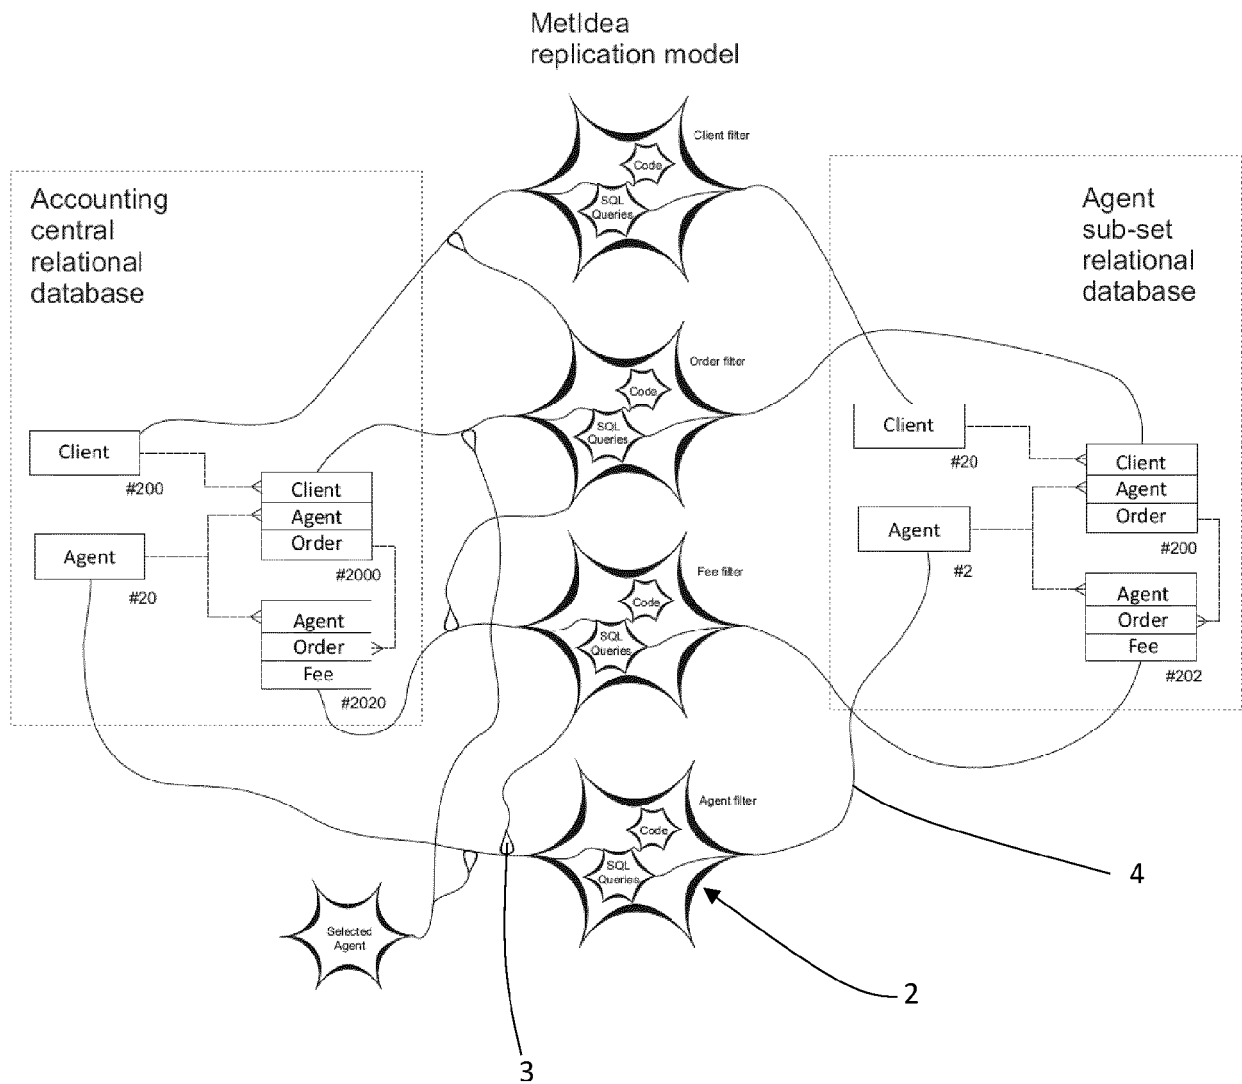 MetIdea
replication model
Client filter
Code
SQL
Queries
Accounting
central
relational
database
Client
#200
Agent
#20
Client
Agent
Order
#2000
Agent
Order
Fee
#2020
Order filter
Code
SQL
Queries
Fee filter
Code
SQL
Queries
Agent filter
Code
SQL
Queries
Selected
Agent
Agent
sub-set
relational
database
Client
#20
Agent
#2
Client
Agent
Order
#200
Agent
Order
Fee
#202
4
2
3